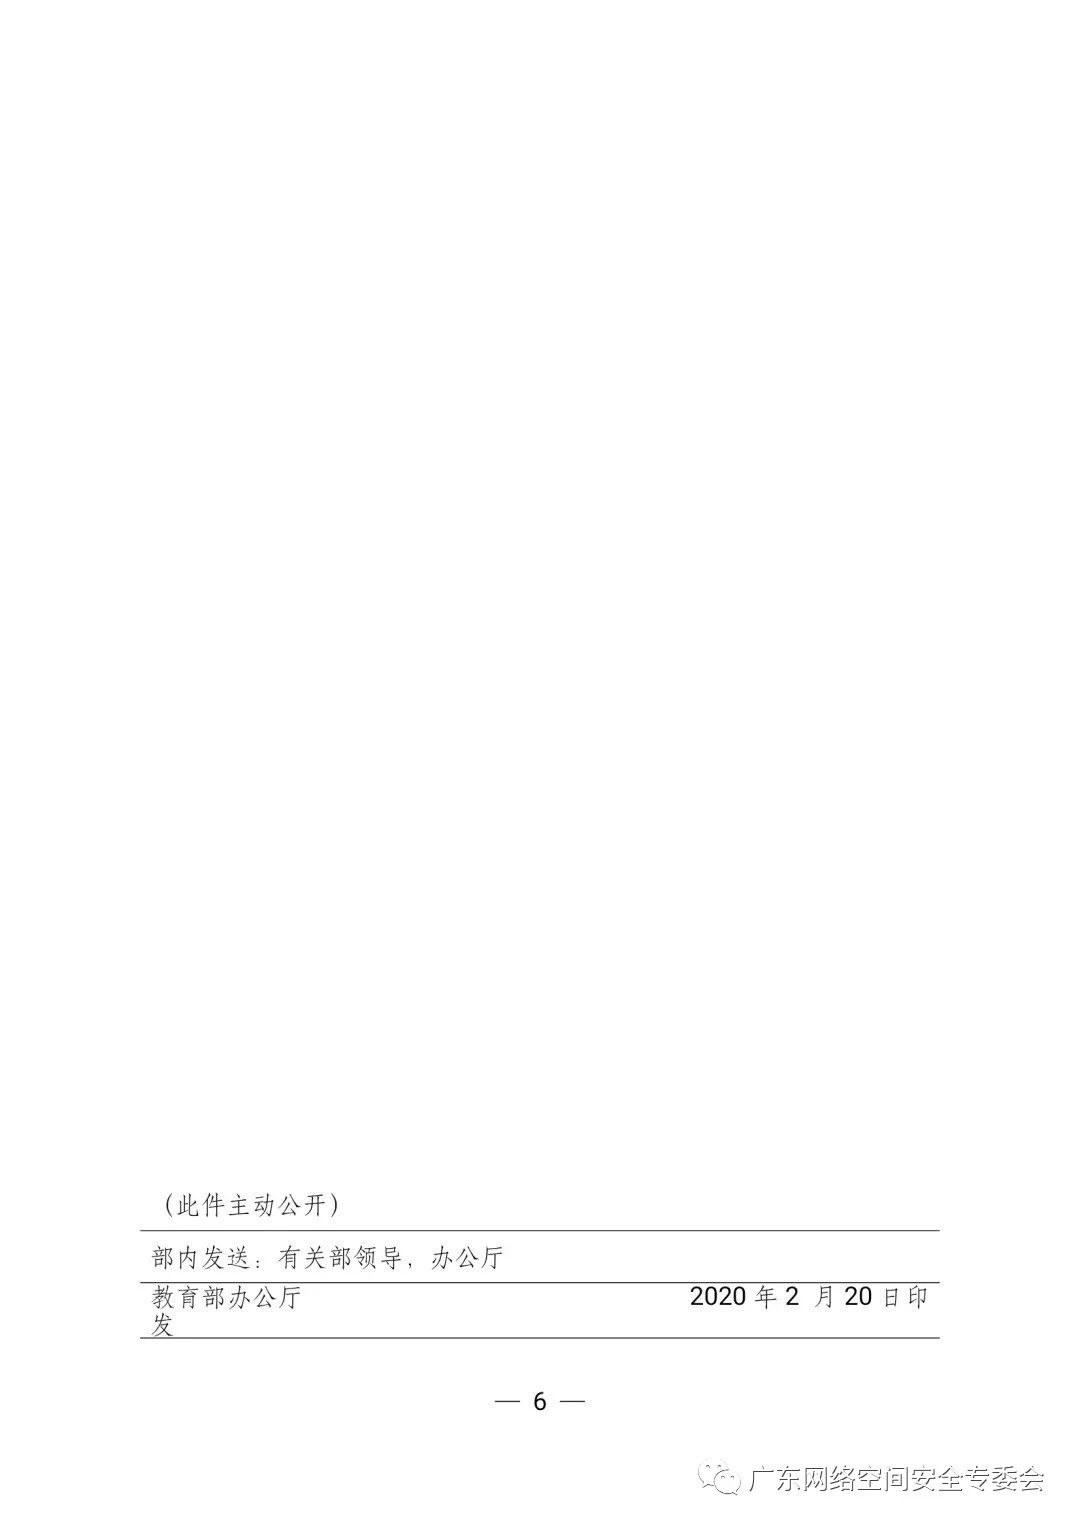 （此件主动公开）
部内发送：有关部领导，办公厅
教育部办公厅 2020 年 2 月 20 日印
发
— 6 —
广东网络空间安全专委会